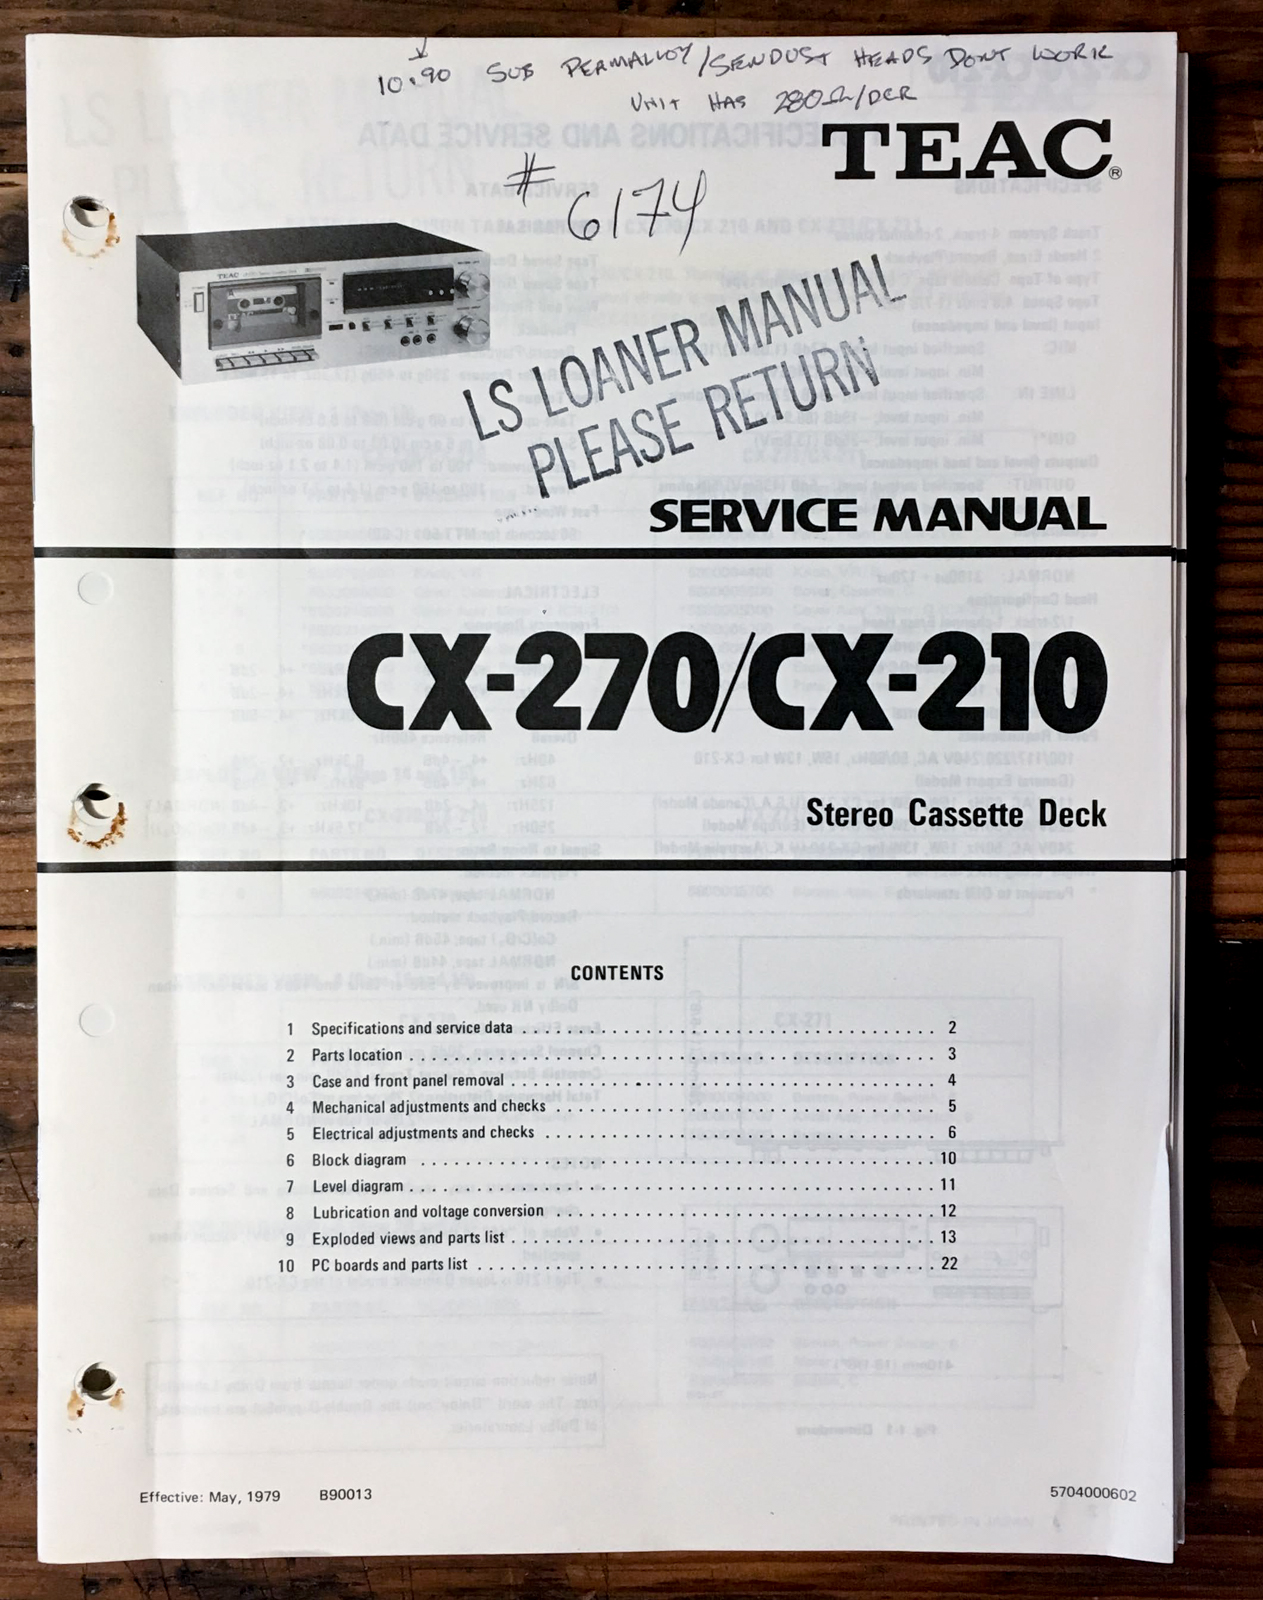 10.90 SUB PERMALLOY/SENDUST HEADS DONT WORK
UNIT HAS 280Ω/DCR
TEAC®
# 6174
TEAC
LS LOANER MANUAL
PLEASE RETURN
SERVICE MANUAL
CX-270/CX-210
Stereo Cassette Deck
CONTENTS
1 Specifications and service data . . . . . . . . . . . . . . . . . . . . . . . . . . . . . . . . 2
2 Parts location . . . . . . . . . . . . . . . . . . . . . . . . . . . . . . . . . . . . . . . . 3
3 Case and front panel removal . . . . . . . . . . . . . . . . . . . . . . . . . . . . . . . . 4
4 Mechanical adjustments and checks . . . . . . . . . . . . . . . . . . . . . . . . . . . . . 5
5 Electrical adjustments and checks . . . . . . . . . . . . . . . . . . . . . . . . . . . . . . 6
6 Block diagram . . . . . . . . . . . . . . . . . . . . . . . . . . . . . . . . . . . . . . . 10
7 Level diagram . . . . . . . . . . . . . . . . . . . . . . . . . . . . . . . . . . . . . . . . 11
8 Lubrication and voltage conversion . . . . . . . . . . . . . . . . . . . . . . . . . . . . 12
9 Exploded views and parts list . . . . . . . . . . . . . . . . . . . . . . . . . . . . . . . . 13
10 PC boards and parts list . . . . . . . . . . . . . . . . . . . . . . . . . . . . . . . . . . . 22
Effective: May, 1979 B90013 5704000602